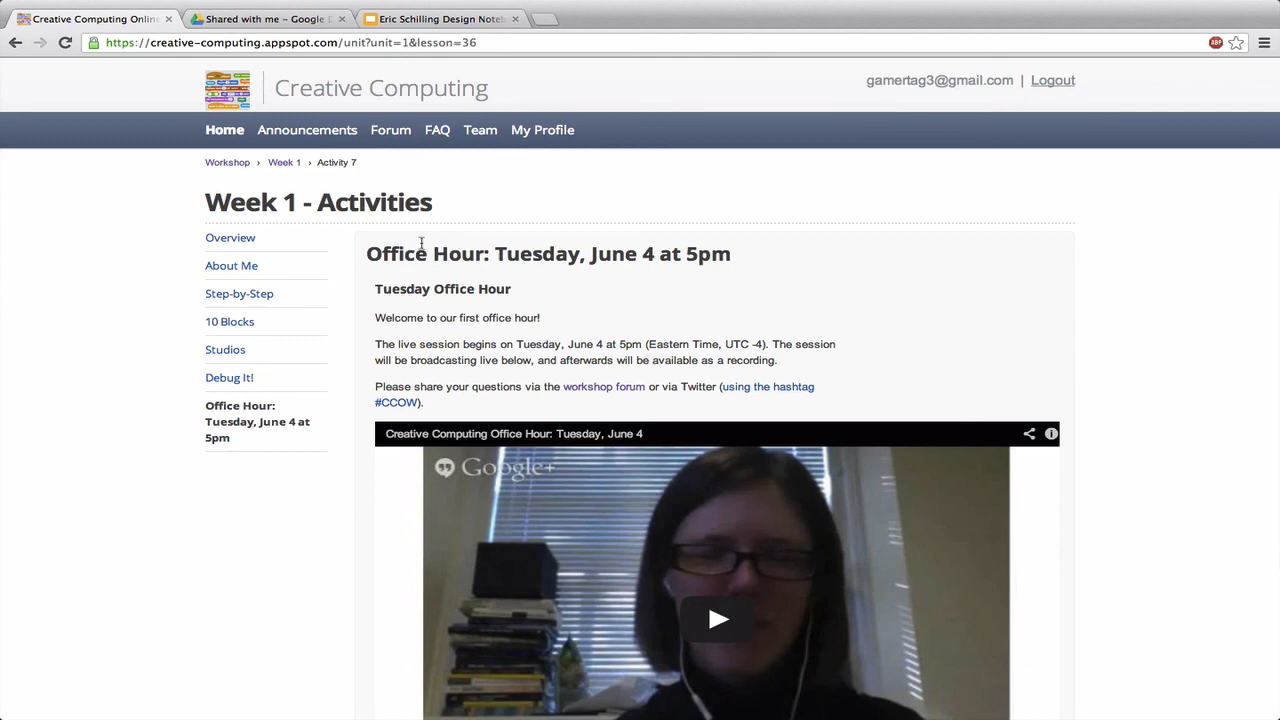 Creative Computing Online
Shared with me – Google D
Eric Schilling Design Noteb
https://creative-computing.appspot.com/unit?unit=1&lesson=36
ABP
Creative Computing
gamertag3@gmail.com | Logout
Home Announcements Forum FAQ Team My Profile
Workshop › Week 1 › Activity 7
Week 1 - Activities
Overview
About Me
Step-by-Step
10 Blocks
Studios
Debug It!
Office Hour:
Tuesday, June 4 at
5pm
Office Hour: Tuesday, June 4 at 5pm
Tuesday Office Hour
Welcome to our first office hour!
The live session begins on Tuesday, June 4 at 5pm (Eastern Time, UTC -4). The session
will be broadcasting live below, and afterwards will be available as a recording.
Please share your questions via the workshop forum or via Twitter (using the hashtag
#CCOW).
Creative Computing Office Hour: Tuesday, June 4
Google+